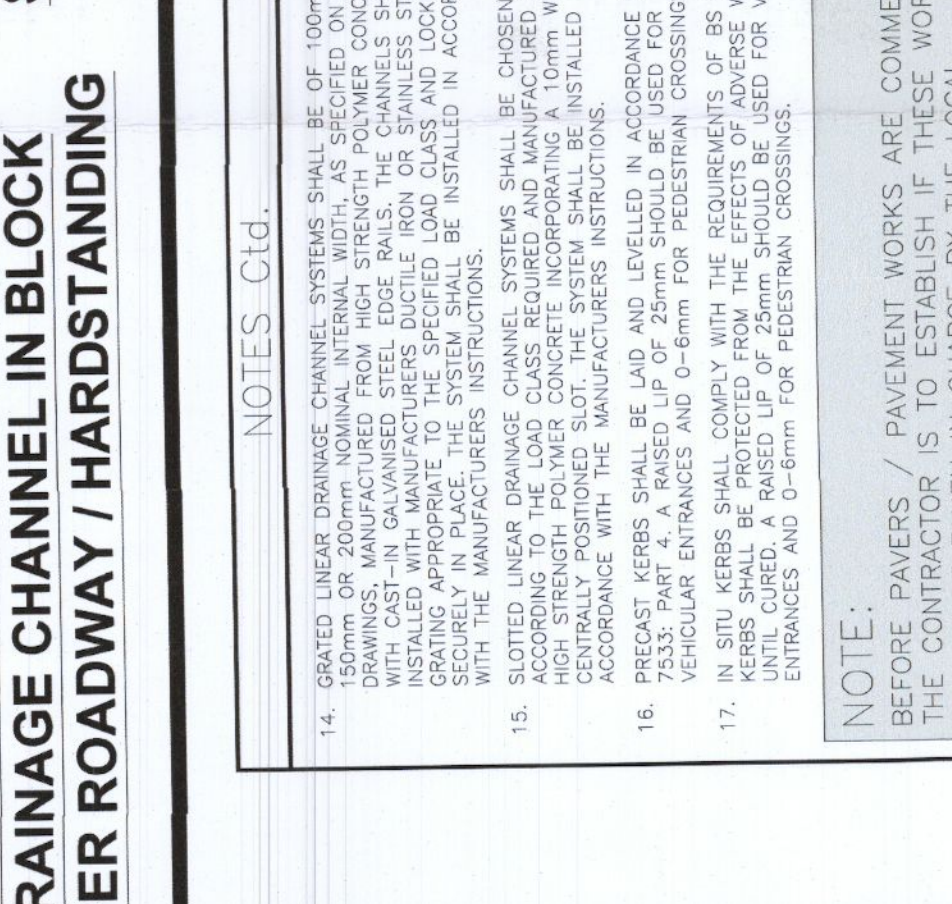 RAINAGE CHANNEL IN BLOCK
ER ROADWAY / HARDSTANDING
NOTES Ctd.
14. GRATED LINEAR DRAINAGE CHANNEL SYSTEMS SHALL BE OF 100m
150mm OR 200mm NOMINAL INTERNAL WIDTH, AS SPECIFIED ON
DRAWINGS, MANUFACTURED FROM HIGH STRENGTH POLYMER CONC
WITH CAST-IN GALVANISED STEEL EDGE RAILS. THE CHANNELS SH
INSTALLED WITH MANUFACTURERS DUCTILE IRON OR STAINLESS ST
GRATING APPROPRIATE TO THE SPECIFIED LOAD CLASS AND LOCK
SECURELY IN PLACE. THE SYSTEM SHALL BE INSTALLED IN ACCOR
WITH THE MANUFACTURERS INSTRUCTIONS.
15. SLOTTED LINEAR DRAINAGE CHANNEL SYSTEMS SHALL BE CHOSEN
ACCORDING TO THE LOAD CLASS REQUIRED AND MANUFACTURED
HIGH STRENGTH POLYMER CONCRETE INCORPORATING A 10mm W
CENTRALLY POSITIONED SLOT. THE SYSTEM SHALL BE INSTALLED
ACCORDANCE WITH THE MANUFACTURERS INSTRUCTIONS.
16. PRECAST KERBS SHALL BE LAID AND LEVELLED IN ACCORDANCE
7533: PART 4. A RAISED LIP OF 25mm SHOULD BE USED FOR
VEHICULAR ENTRANCES AND 0-6mm FOR PEDESTRIAN CROSSING
17. IN SITU KERBS SHALL COMPLY WITH THE REQUIREMENTS OF BS
KERBS SHALL BE PROTECTED FROM THE EFFECTS OF ADVERSE W
UNTIL CURED. A RAISED LIP OF 25mm SHOULD BE USED FOR V
ENTRANCES AND 0-6mm FOR PEDESTRIAN CROSSINGS.
NOTE:
BEFORE PAVERS / PAVEMENT WORKS ARE COMME
THE CONTRACTOR IS TO ESTABLISH IF THESE WOR
THE LOCAL